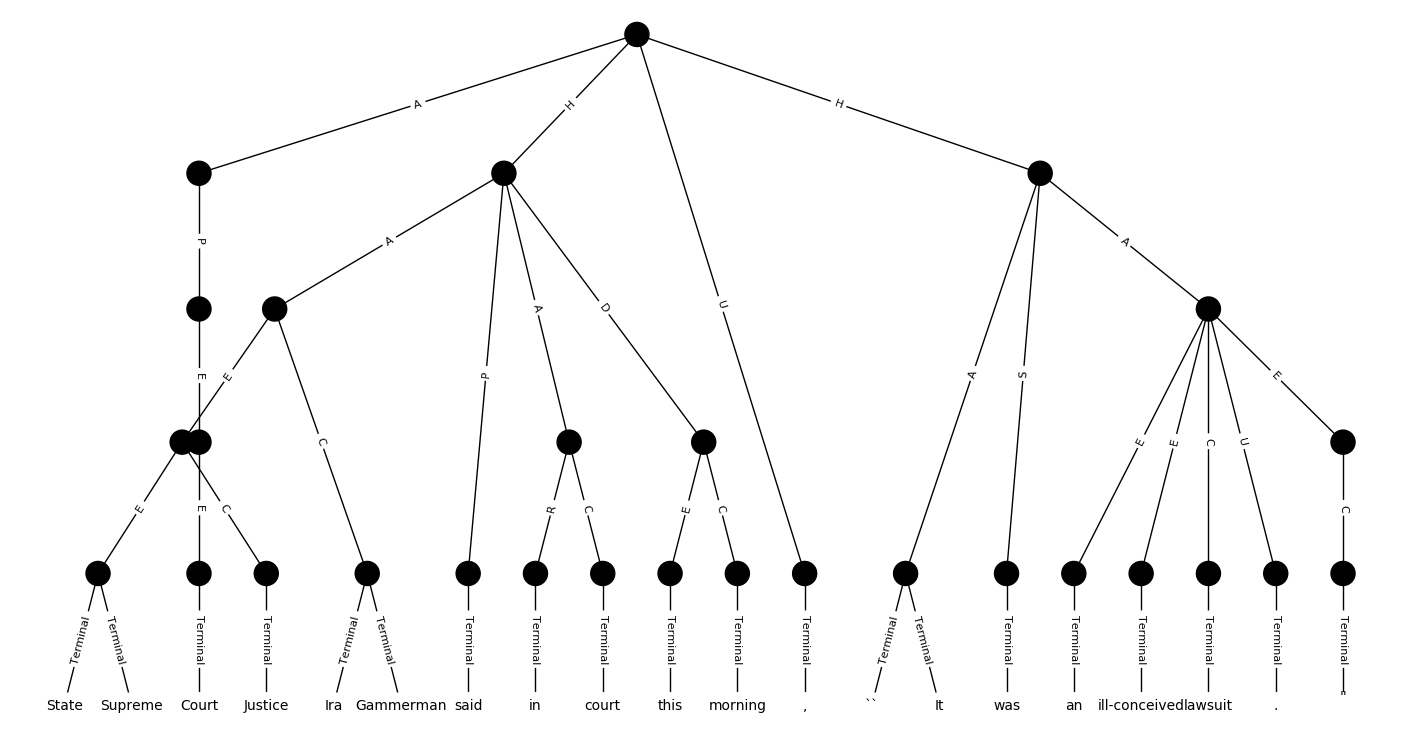 A H H
P A A
P A D U A S
E E C E
E E C U
E E C R C E C C
Terminal Terminal Terminal Terminal Terminal Terminal Terminal Terminal Terminal Terminal Terminal Terminal Terminal Terminal Terminal Terminal Terminal Terminal Terminal Terminal
State Supreme Court Justice Ira Gammerman said in court this morning , `` It was an ill-conceived lawsuit . "